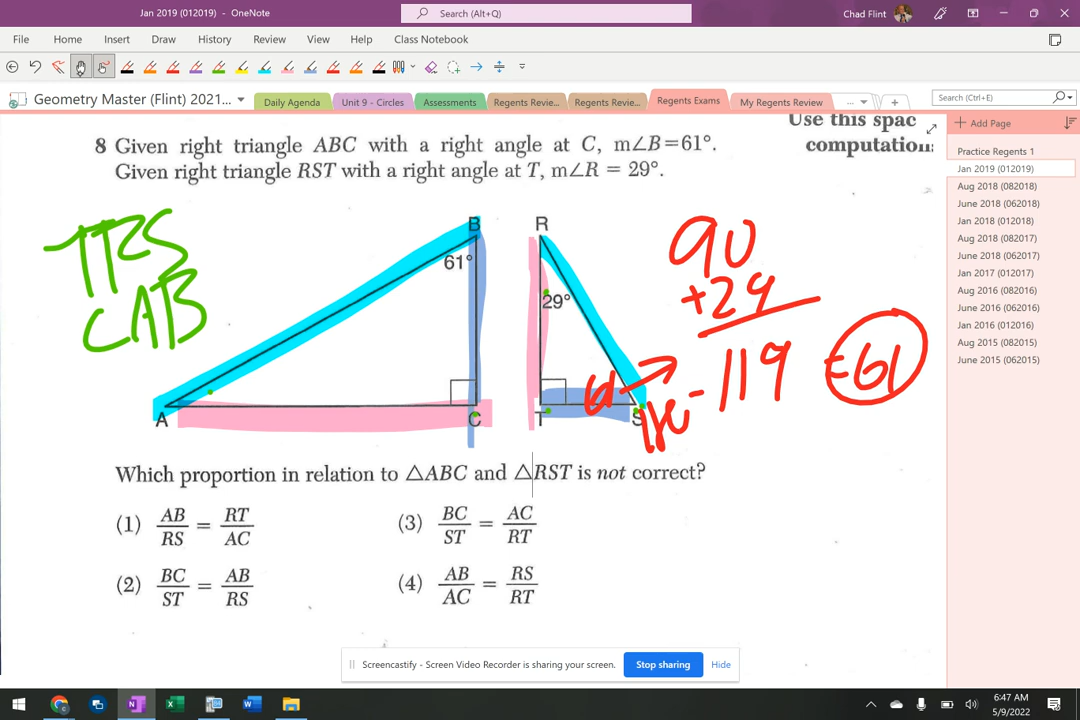 Jan 2019 (012019) - OneNote
Search (Alt+Q)
Chad Flint
File Home Insert Draw History Review View Help Class Notebook
Geometry Master (Flint) 2021...
Daily Agenda
Unit 9 - Circles
Assessments
Regents Revie...
Regents Revie...
Regents Exams
My Regents Review
...
Search (Ctrl+E)
Add Page
Practice Regents 1
Jan 2019 (012019)
Aug 2018 (082018)
June 2018 (062018)
Jan 2018 (012018)
Aug 2018 (082017)
June 2018 (062017)
Jan 2017 (012017)
Aug 2016 (082016)
June 2016 (062016)
Jan 2016 (012016)
Aug 2015 (082015)
June 2015 (062015)
Use this spac
computation:
8 Given right triangle ABC with a right angle at C, m∠B=61°.
Given right triangle RST with a right angle at T, m∠R = 29°.
TRS
CAB
B
61°
A
C
R
29°
T
S
90
+29
119
=61
Which proportion in relation to △ABC and △RST is not correct?
(1) AB/RS = RT/AC
(3) BC/ST = AC/RT
(2) BC/ST = AB/RS
(4) AB/AC = RS/RT
Screencastify - Screen Video Recorder is sharing your screen.
Stop sharing
Hide
6:47 AM
5/9/2022